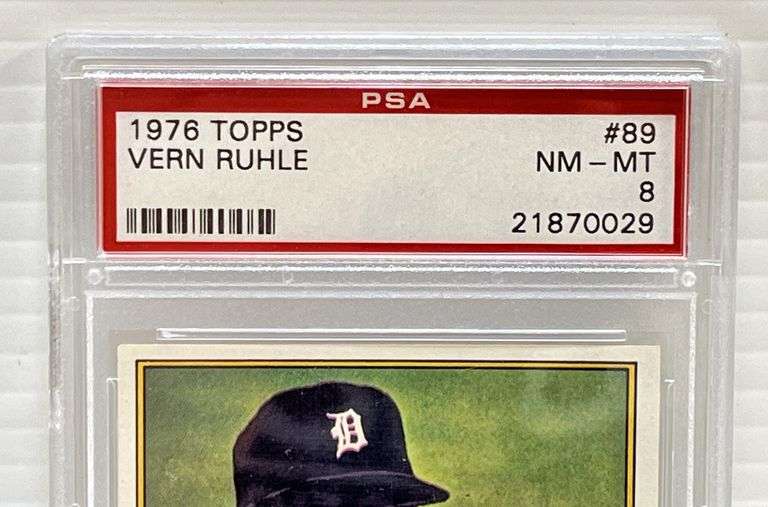 PSA
1976 TOPPS #89
VERN RUHLE NM-MT
8
21870029
D